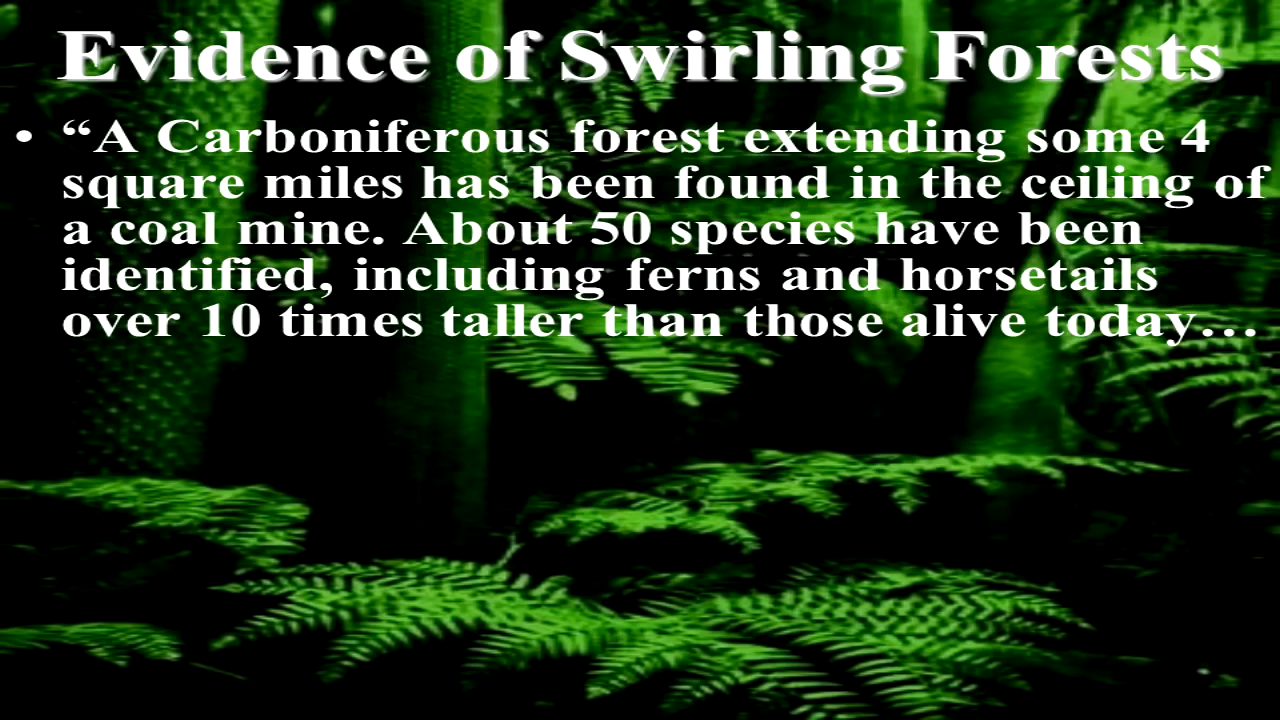 Evidence of Swirling Forests
• “A Carboniferous forest extending some 4
square miles has been found in the ceiling of
a coal mine. About 50 species have been
identified, including ferns and horsetails
over 10 times taller than those alive today…